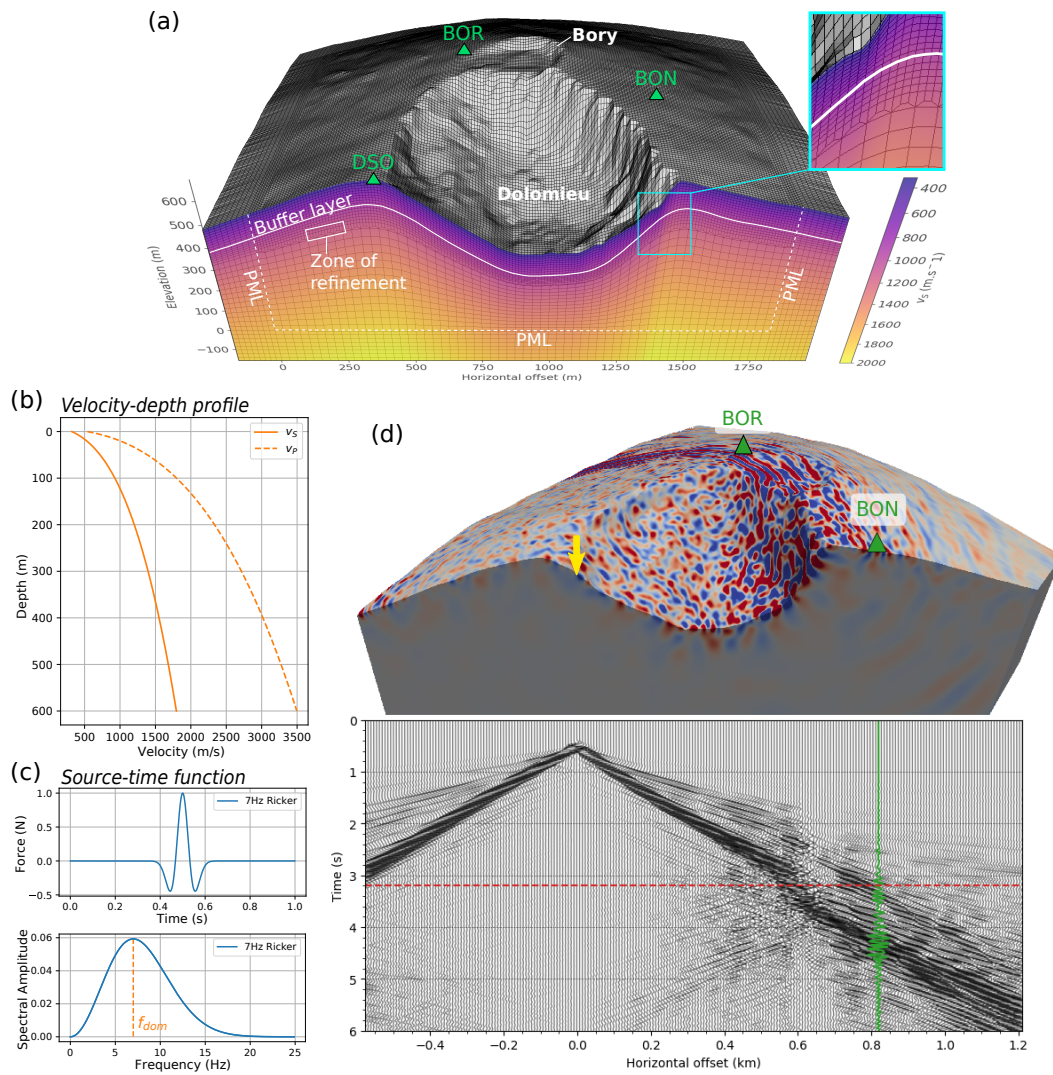 (a)
BOR
Bory
BON
DSO
Dolomieu
Buffer layer
Zone of
refinement
PML
PML
PML
600
500
400
300
200
100
0
−100
Elevation (m)
0
250
500
750
1000
1250
1500
1750
Horizontal offset (m)
400
600
800
1000
1200
1400
1600
1800
2000
v_S (m.s^−1)
(b)
Velocity-depth profile
v_S
v_P
0
100
200
300
400
500
600
Depth (m)
500 1000 1500 2000 2500 3000 3500
Velocity (m/s)
(c)
Source-time function
7Hz Ricker
1.0
0.5
0.0
−0.5
Force (N)
0.0 0.2 0.4 0.6 0.8 1.0
Time (s)
7Hz Ricker
0.06
0.04
0.02
0.00
Spectral Amplitude
f_dom
0 5 10 15 20 25
Frequency (Hz)
(d)
BOR
BON
0
1
2
3
4
5
6
Time (s)
−0.4 −0.2 0.0 0.2 0.4 0.6 0.8 1.0 1.2
Horizontal offset (km)